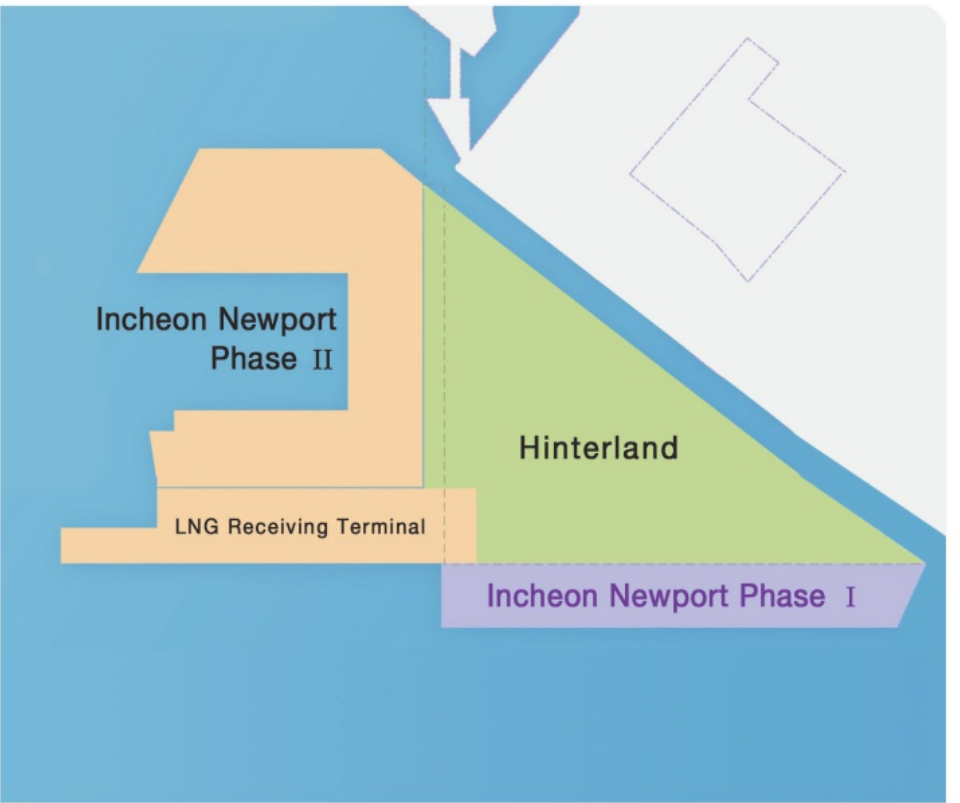 Incheon Newport
Phase Ⅱ
Hinterland
LNG Receiving Terminal
Incheon Newport Phase Ⅰ